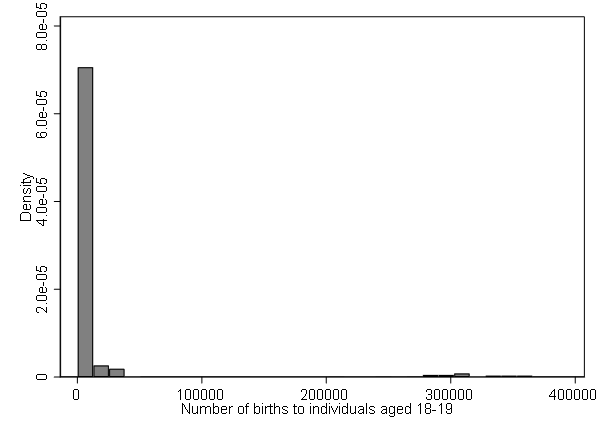 8.0e-05
6.0e-05
4.0e-05
2.0e-05
0
Density
0 100000 200000 300000 400000
Number of births to individuals aged 18-19